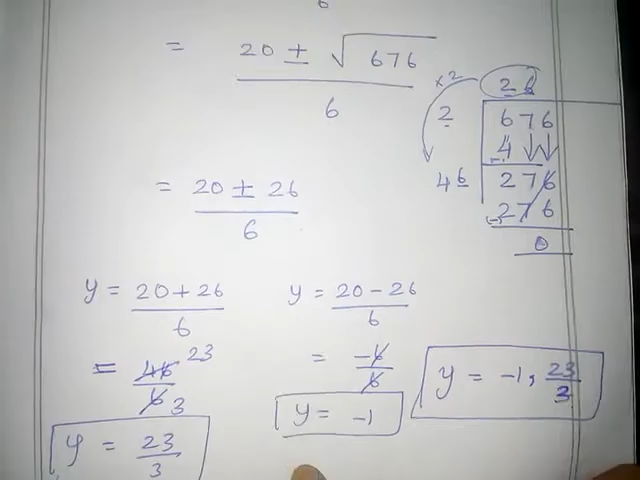 = 20 ± √676 / 6
= 20 ± 26 / 6
×2
26
2 676
4
46 276
(-) 276
0
y = 20 + 26 / 6
= 46 / 6 23 3
y = 23 / 3
y = 20 - 26 / 6
= -6 / 6
y = -1
y = -1, 23 / 3